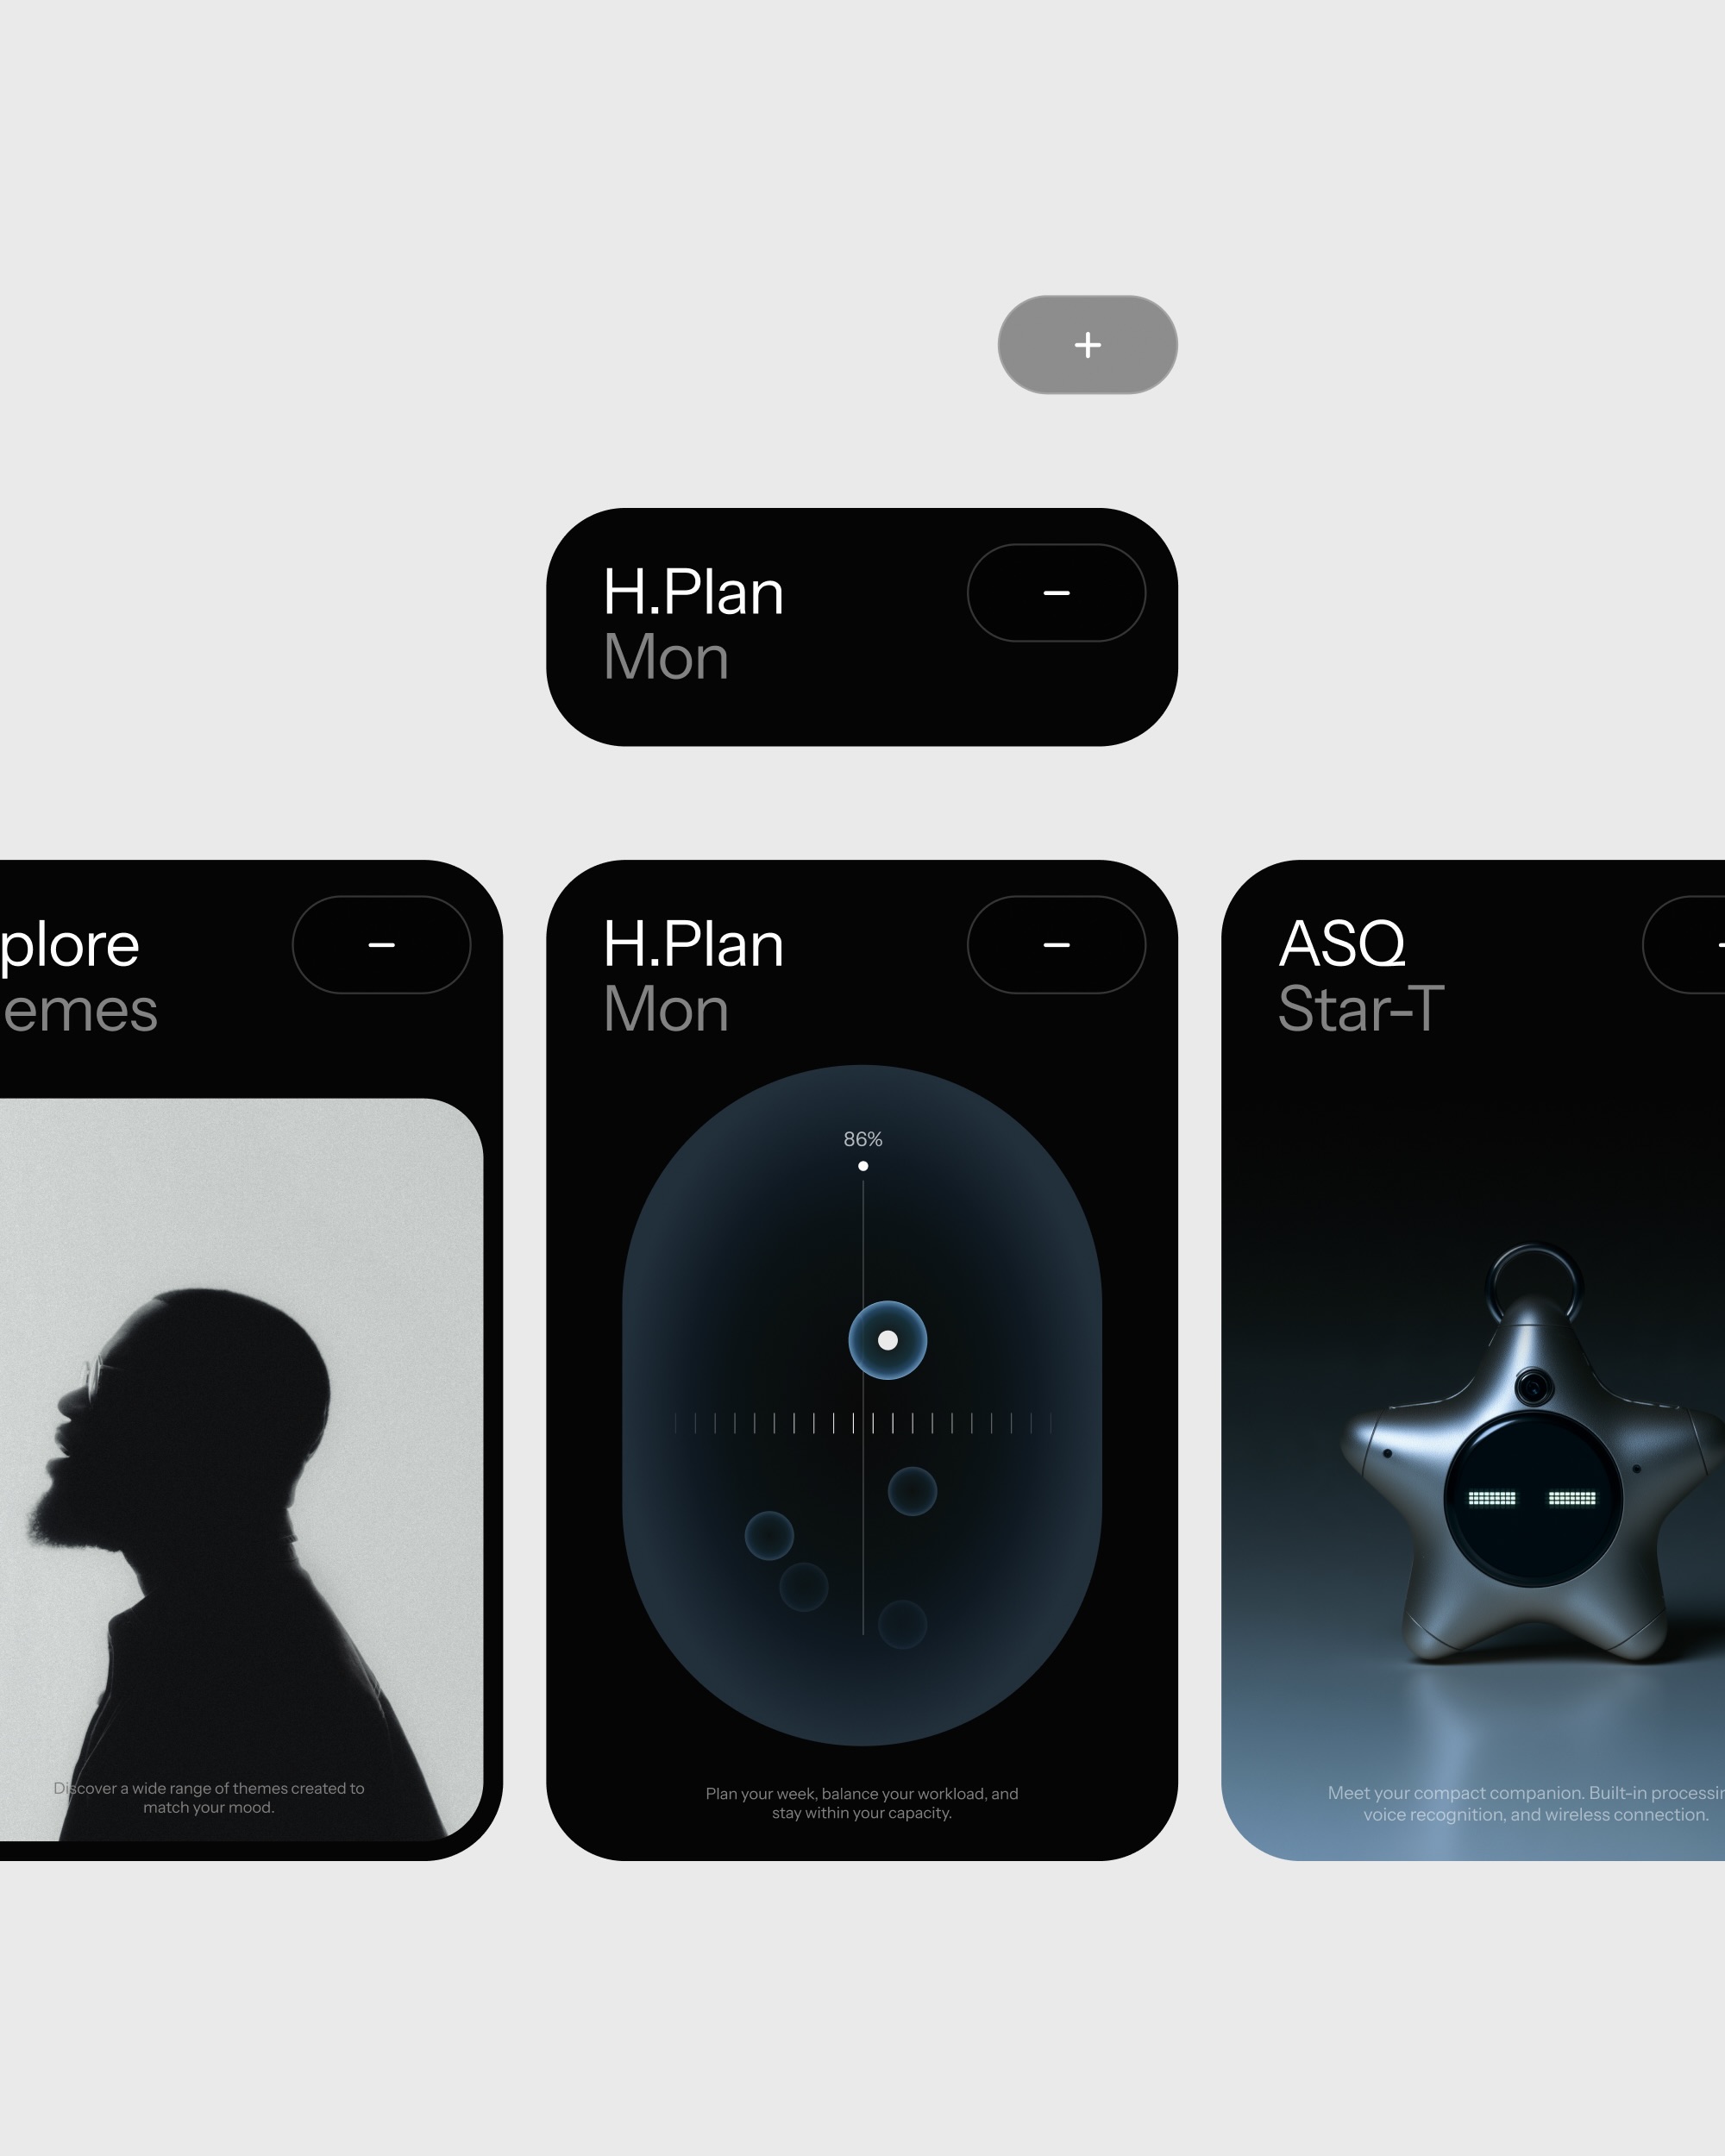 H.Plan
Mon
plore
emes
Discover a wide range of themes created to
match your mood.
H.Plan
Mon
86%
Plan your week, balance your workload, and
stay within your capacity.
ASQ
Star-T
Meet your compact companion. Built-in processin
voice recognition, and wireless connection.